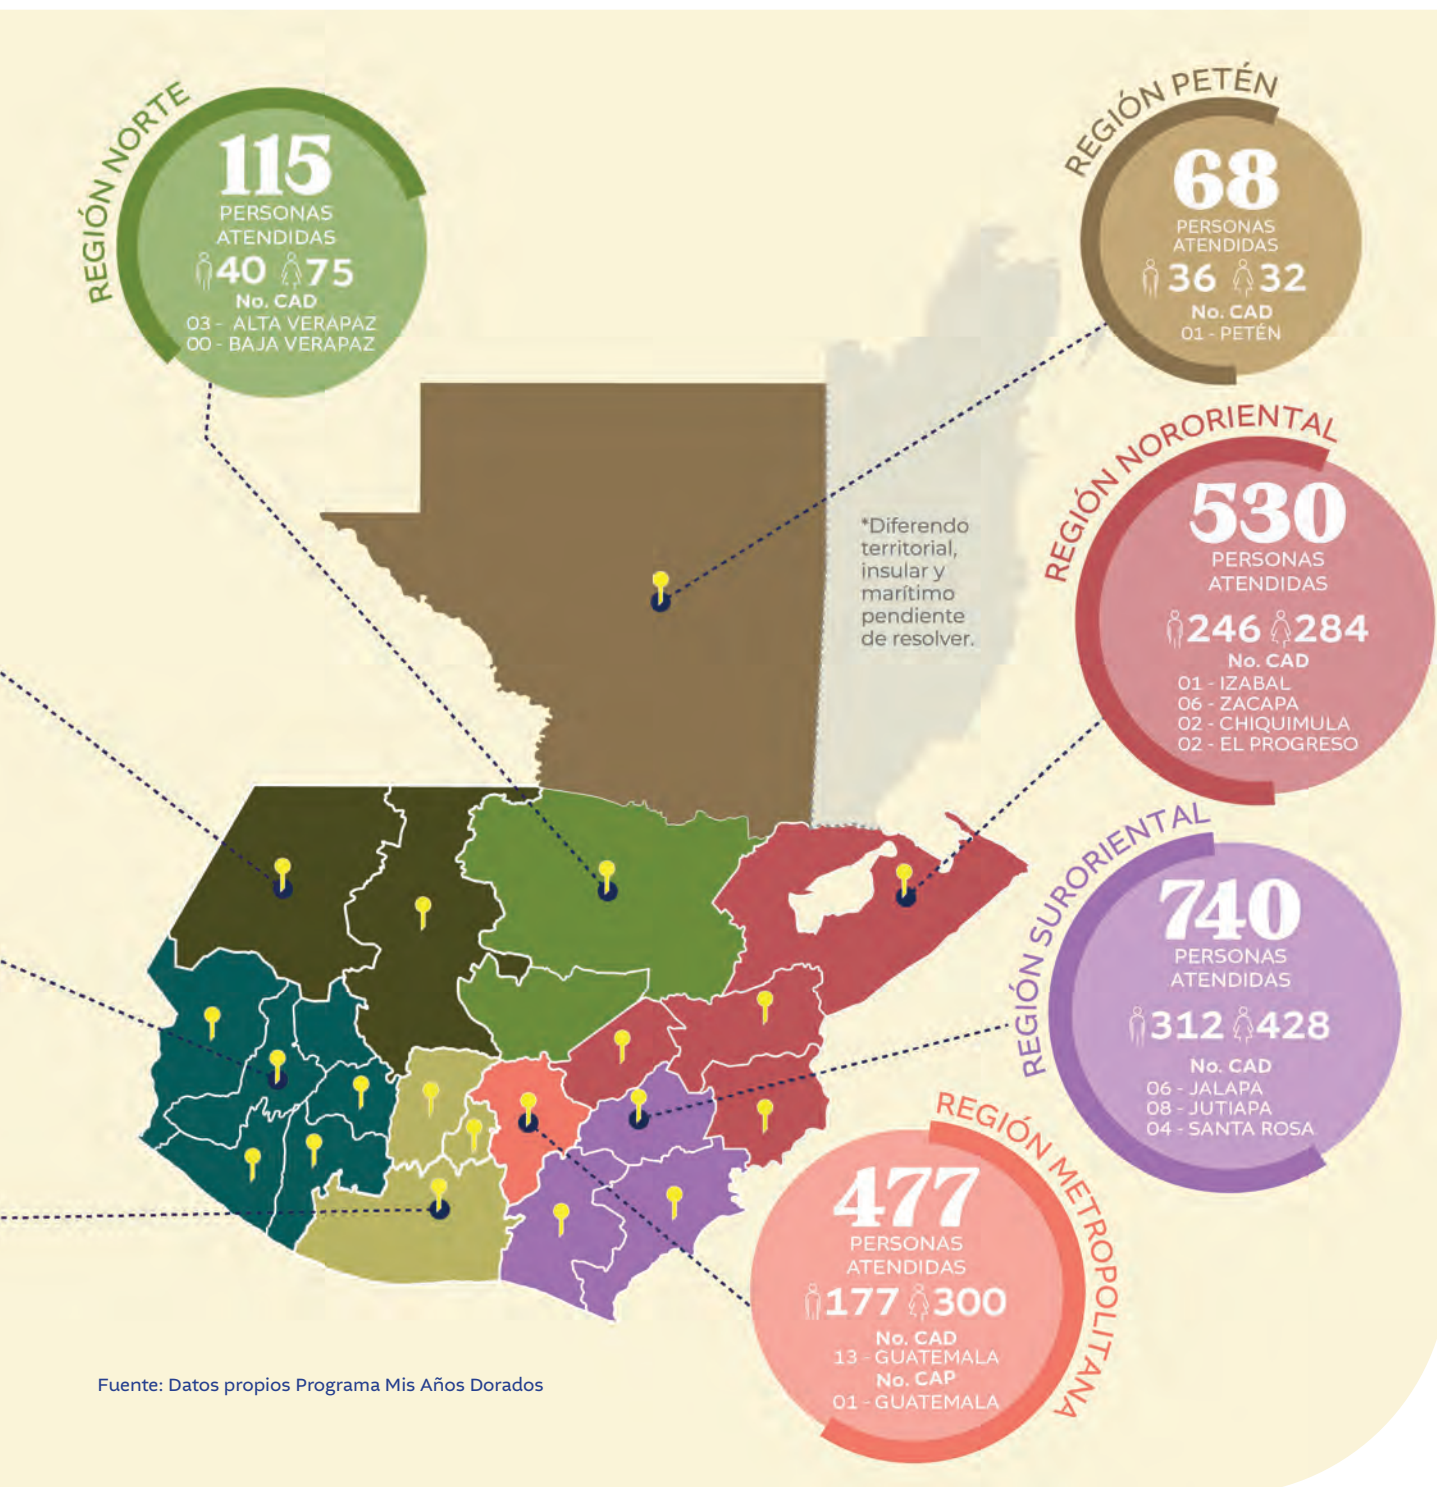 REGIÓN NORTE
115
PERSONAS
ATENDIDAS
40 75
No. CAD
03 - ALTA VERAPAZ
00 - BAJA VERAPAZ
REGIÓN PETÉN
68
PERSONAS
ATENDIDAS
36 32
No. CAD
01 - PETÉN
*Diferendo
territorial,
insular y
marítimo
pendiente
de resolver.
REGIÓN NORORIENTAL
530
PERSONAS
ATENDIDAS
246 284
No. CAD
01 - IZABAL
06 - ZACAPA
02 - CHIQUIMULA
02 - EL PROGRESO
REGIÓN SURORIENTAL
740
PERSONAS
ATENDIDAS
312 428
No. CAD
06 - JALAPA
08 - JUTIAPA
04 - SANTA ROSA
REGIÓN METROPOLITANA
477
PERSONAS
ATENDIDAS
177 300
No. CAD
13 - GUATEMALA
No. CAP
01 - GUATEMALA
Fuente: Datos propios Programa Mis Años Dorados